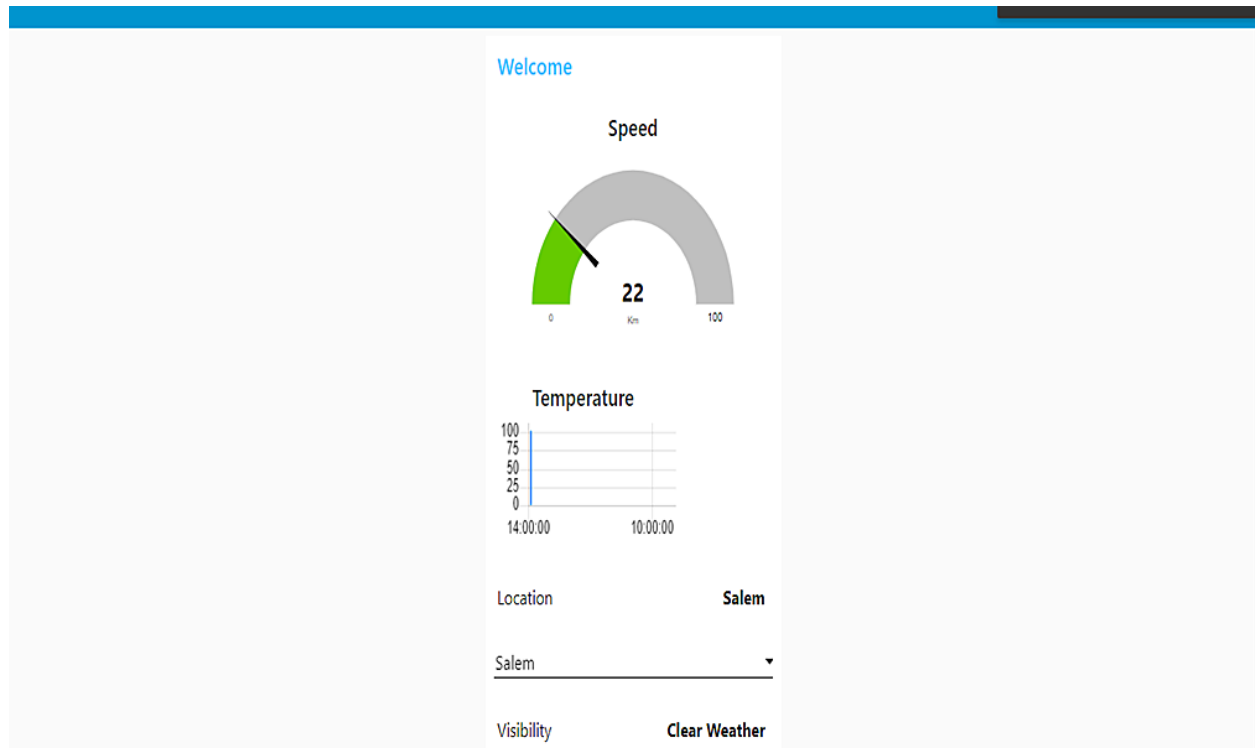 Welcome
Speed
22
0 Km 100
Temperature
100
75
50
25
0
14:00:00 10:00:00
Location Salem
Salem
Visibility Clear Weather